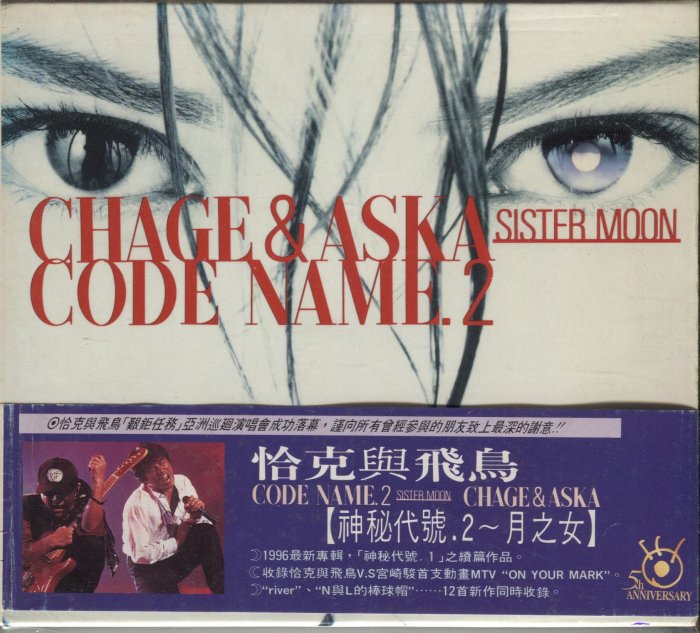 CHAGE & ASKA
SISTER MOON
CODE NAME.2
◎恰克與飛鳥「艱鉅任務」亞洲巡迴演唱會成功落幕，謹向所有曾經參與的朋友致上最深的謝意!!
恰克與飛鳥
CODE NAME.2 SISTER MOON CHAGE & ASKA
【神秘代號.2～月之女】
☽1996最新專輯，「神秘代號.1」之續篇作品。
☽收錄恰克與飛鳥V.S宮崎駿首支動畫MTV “ON YOUR MARK”。
☽“river”、“N與L的棒球帽”……12首新作同時收錄。
5th
ANNIVERSARY